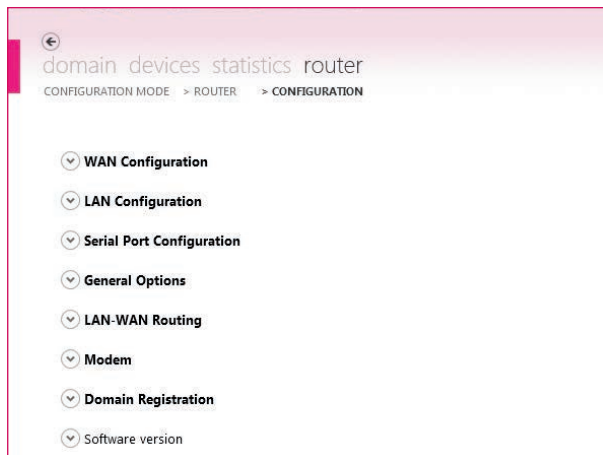 domain devices statistics router
CONFIGURATION MODE > ROUTER > CONFIGURATION
WAN Configuration
LAN Configuration
Serial Port Configuration
General Options
LAN-WAN Routing
Modem
Domain Registration
Software version